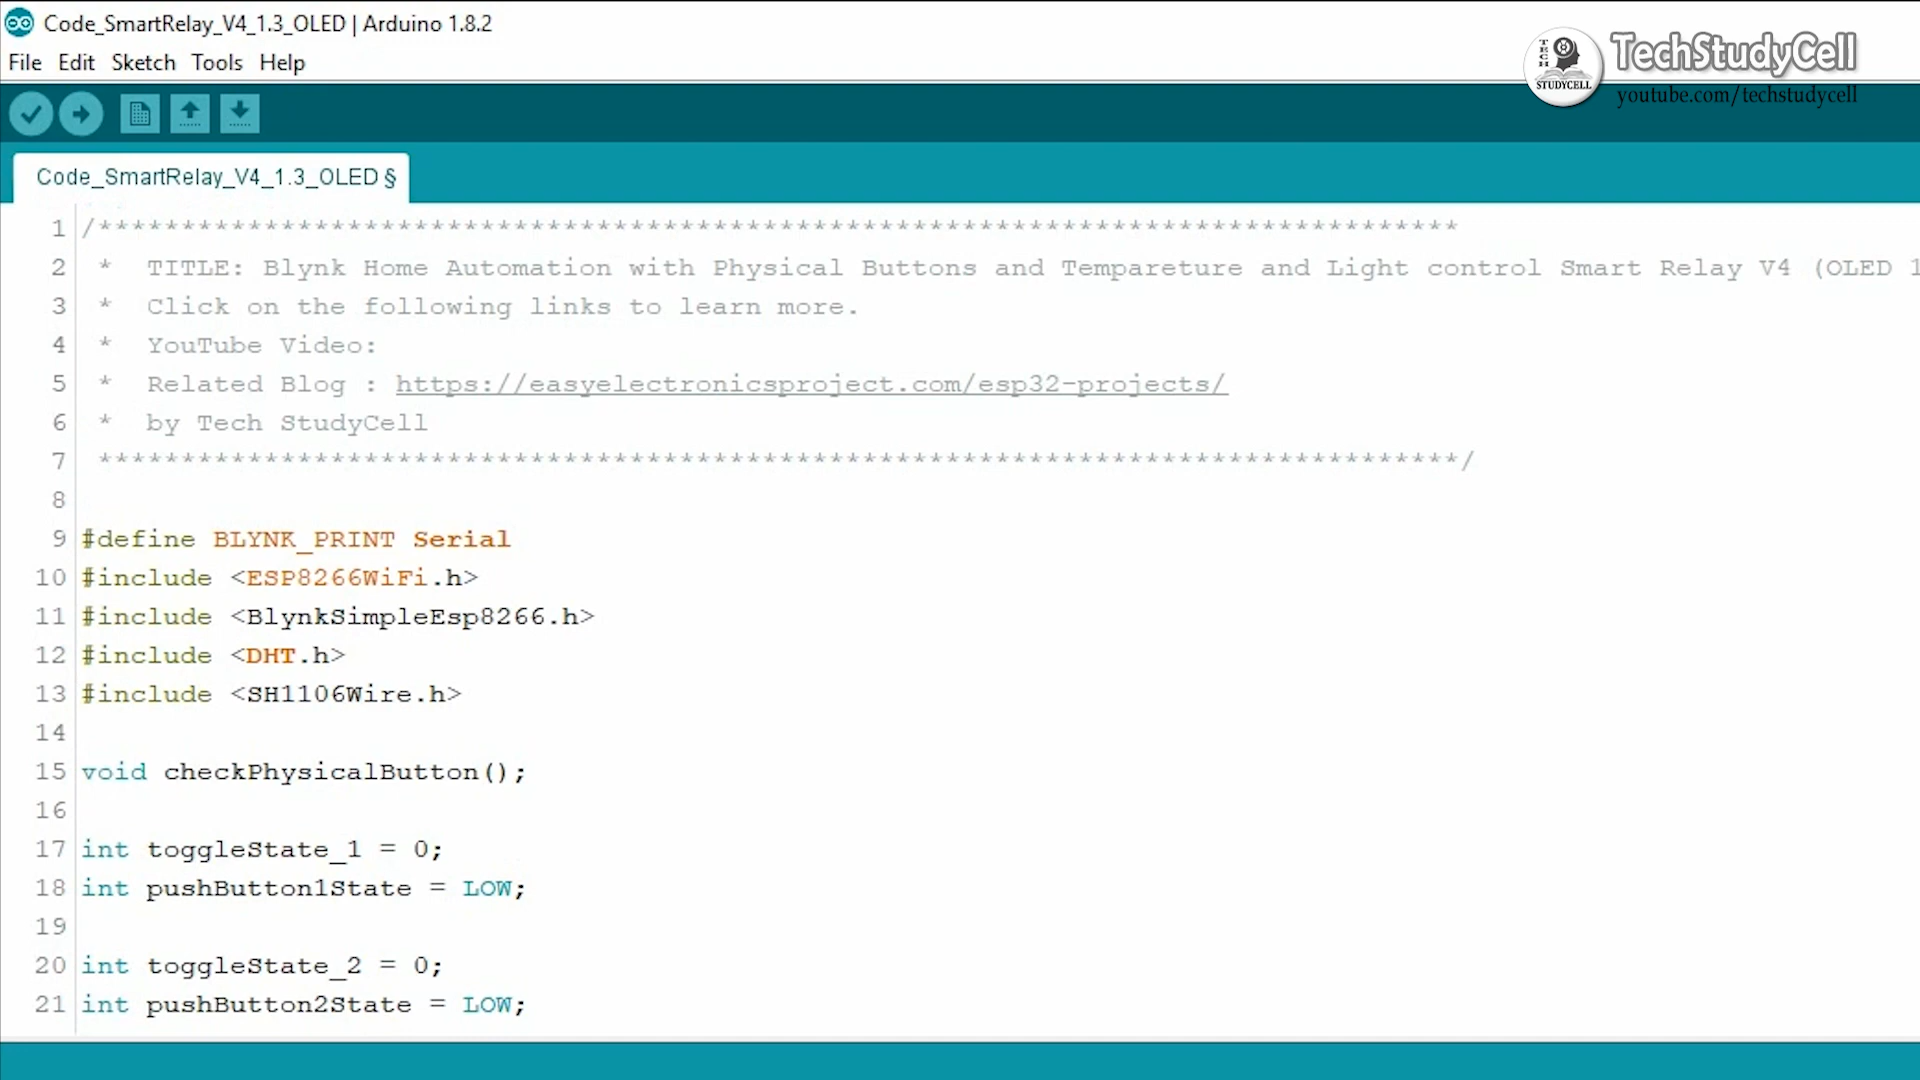 Code_SmartRelay_V4_1.3_OLED | Arduino 1.8.2
File Edit Sketch Tools Help
TECH
STUDYCELL
TechStudyCell
youtube.com/techstudycell
Code_SmartRelay_V4_1.3_OLED §
1 /**********************************************************************************
2 * TITLE: Blynk Home Automation with Physical Buttons and Tempareture and Light control Smart Relay V4 (OLED 1
3 * Click on the following links to learn more.
4 * YouTube Video:
5 * Related Blog : https://easyelectronicsproject.com/esp32-projects/
6 * by Tech StudyCell
7 **********************************************************************************/
8
9 #define BLYNK_PRINT Serial
10 #include <ESP8266WiFi.h>
11 #include <BlynkSimpleEsp8266.h>
12 #include <DHT.h>
13 #include <SH1106Wire.h>
14
15 void checkPhysicalButton();
16
17 int toggleState_1 = 0;
18 int pushButton1State = LOW;
19
20 int toggleState_2 = 0;
21 int pushButton2State = LOW;